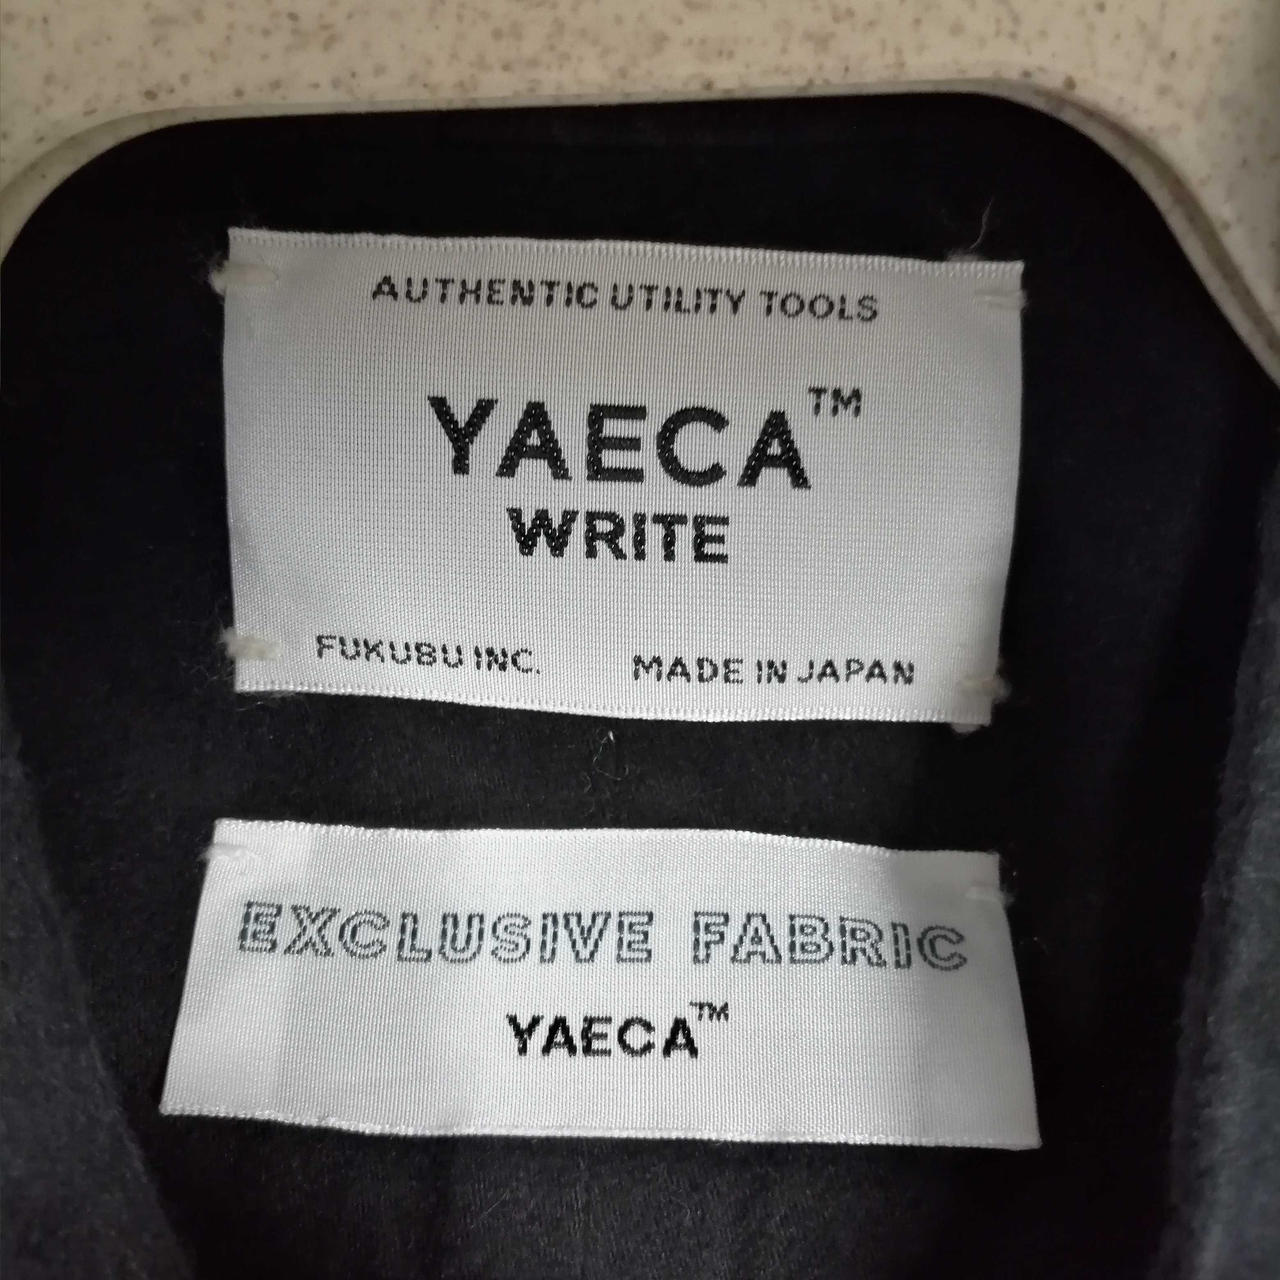 AUTHENTIC UTILITY TOOLS
YAECA™
WRITE
FUKUBU INC. MADE IN JAPAN
EXCLUSIVE FABRIC
YAECA™